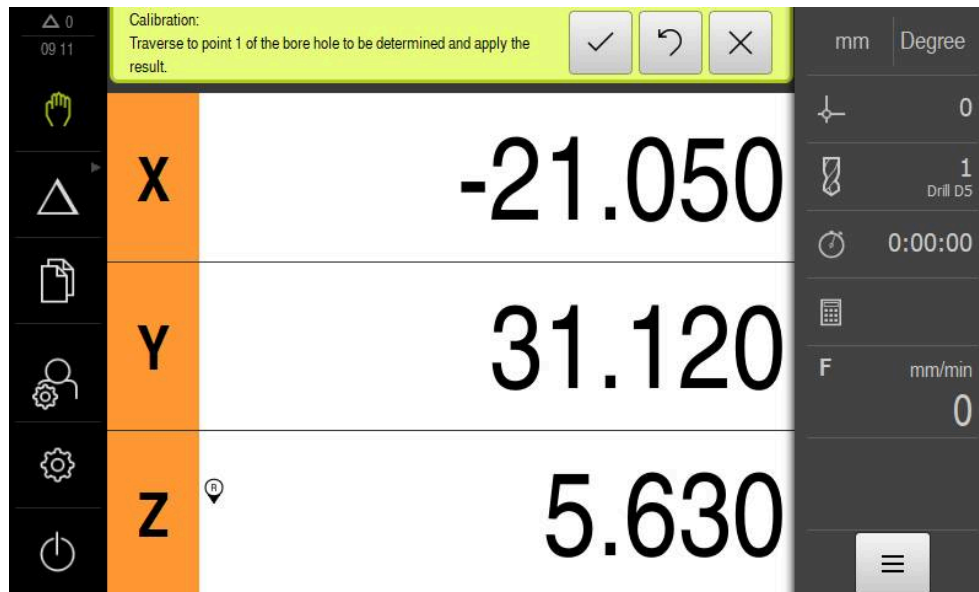 0
09 11
Calibration:
Traverse to point 1 of the bore hole to be determined and apply the
result.
mm Degree
X -21.050
Y 31.120
Z R 5.630
0
1
Drill D5
0:00:00
F mm/min
0